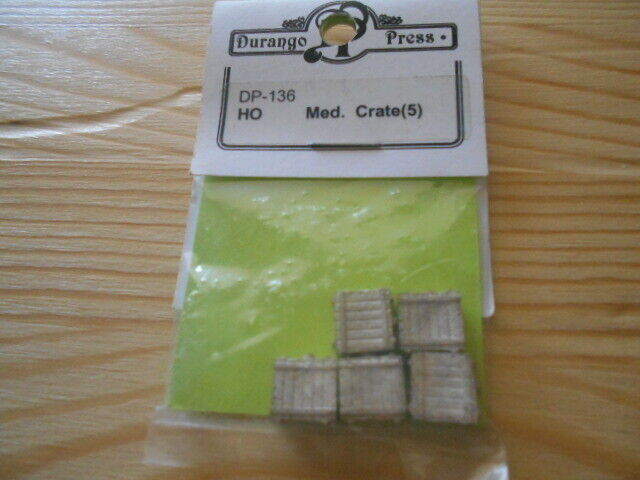 Durango Press •
DP-136
HO Med. Crate(5)